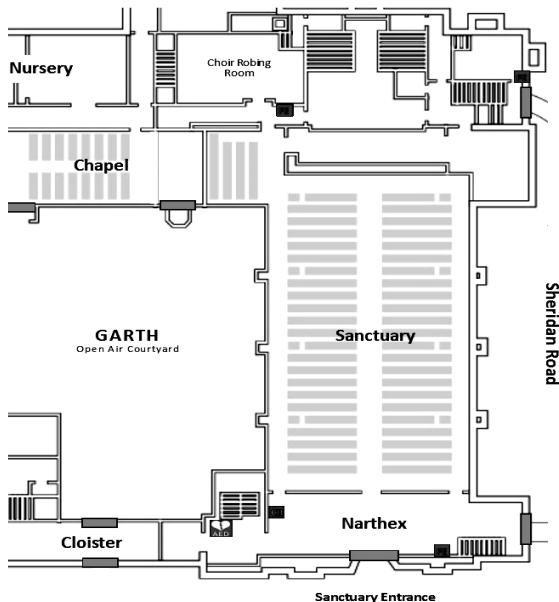 Nursery
Choir Robing
Room
Chapel
GARTH
Open Air Courtyard
Sanctuary
Sheridan Road
Narthex
AED
Cloister
Sanctuary Entrance